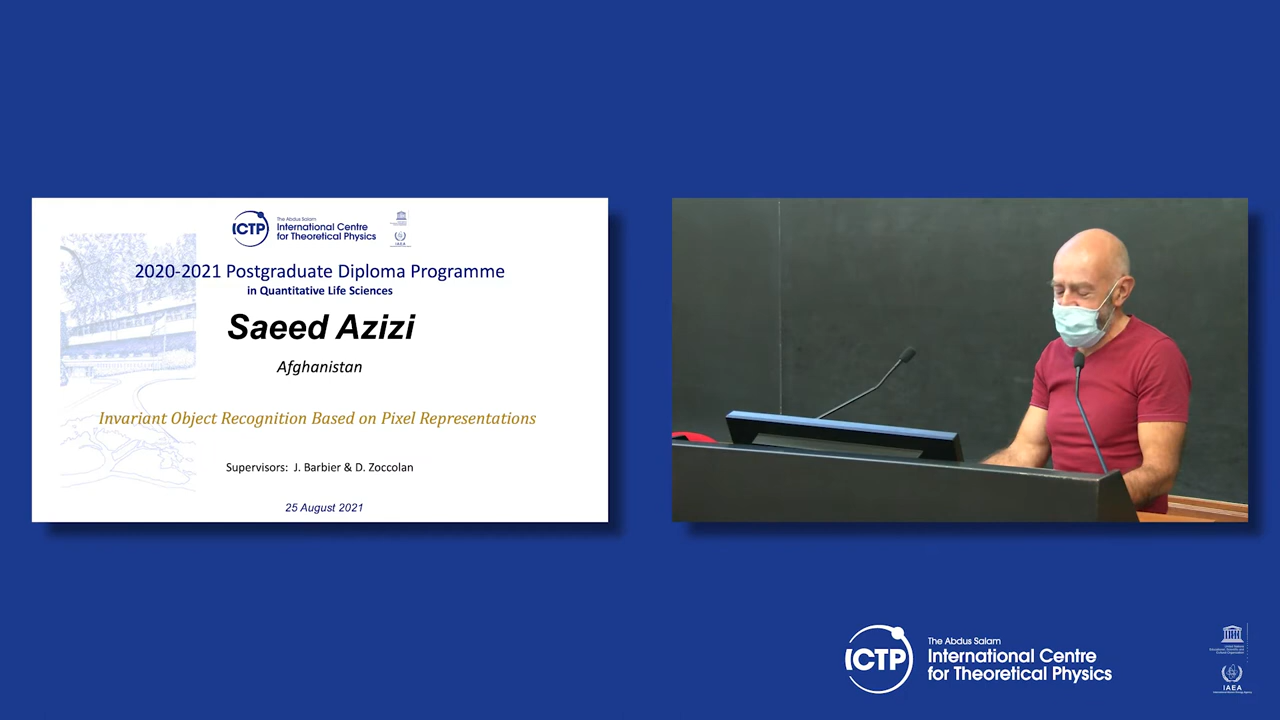 ICTP
The Abdus Salam
International Centre
for Theoretical Physics
IAEA
2020-2021 Postgraduate Diploma Programme
in Quantitative Life Sciences
Saeed Azizi
Afghanistan
Invariant Object Recognition Based on Pixel Representations
Supervisors: J. Barbier & D. Zoccolan
25 August 2021
ICTP
The Abdus Salam
International Centre
for Theoretical Physics
IAEA